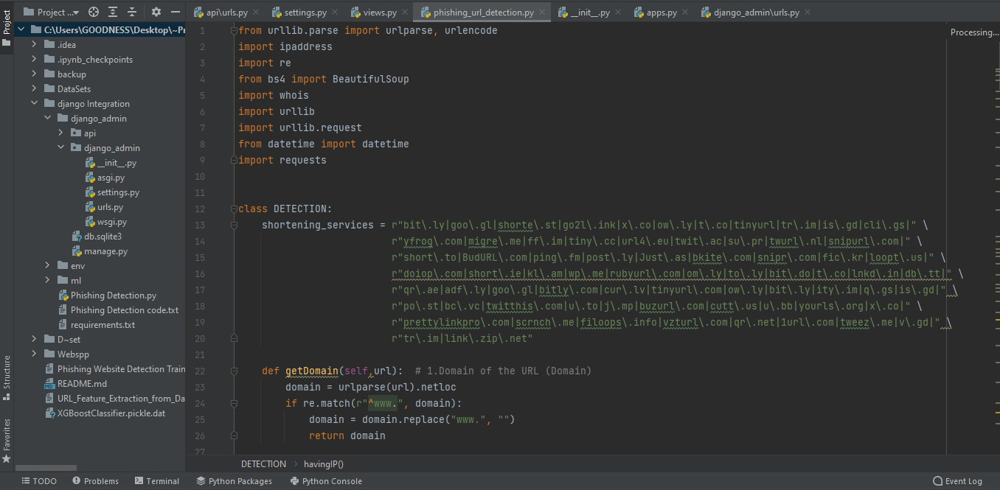 Project ...
api\urls.py
settings.py
views.py
phishing_url_detection.py
__init__.py
apps.py
django_admin\urls.py
Project
Structure
Favorites
C:\Users\GOODNESS\Desktop\~Pr
.idea
.ipynb_checkpoints
backup
DataSets
django Integration
django_admin
api
django_admin
__init__.py
asgi.py
settings.py
urls.py
wsgi.py
db.sqlite3
manage.py
env
ml
Phishing Detection.py
Phishing Detection code.txt
requirements.txt
D~set
Webspp
Phishing Website Detection Train
README.md
URL_Feature_Extraction_from_Da
XGBoostClassifier.pickle.dat
Processing...
1 from urllib.parse import urlparse, urlencode
2 import ipaddress
3 import re
4 from bs4 import BeautifulSoup
5 import whois
6 import urllib
7 import urllib.request
8 from datetime import datetime
9 import requests
10
11
12 class DETECTION:
13 shortening_services = r"bit\.ly|goo\.gl|shorte\.st|go2l\.ink|x\.co|ow\.ly|t\.co|tinyurl|tr\.im|is\.gd|cli\.gs|" \
14 r"yfrog\.com|migre\.me|ff\.im|tiny\.cc|url4\.eu|twit\.ac|su\.pr|twurl\.nl|snipurl\.com|" \
15 r"short\.to|BudURL\.com|ping\.fm|post\.ly|Just\.as|bkite\.com|snipr\.com|fic\.kr|loopt\.us|" \
16 r"doiop\.com|short\.ie|kl\.am|wp\.me|rubyurl\.com|om\.ly|to\.ly|bit\.do|t\.co|lnkd\.in|db\.tt|" \
17 r"qr\.ae|adf\.ly|goo\.gl|bitly\.com|cur\.lv|tinyurl\.com|ow\.ly|bit\.ly|ity\.im|q\.gs|is\.gd|" \
18 r"po\.st|bc\.vc|twitthis\.com|u\.to|j\.mp|buzurl\.com|cutt\.us|u\.bb|yourls\.org|x\.co|" \
19 r"prettylinkpro\.com|scrnch\.me|filoops\.info|vzturl\.com|qr\.net|1url\.com|tweez\.me|v\.gd|" \
20 r"tr\.im|link\.zip\.net"
21
22 def getDomain(self,url): # 1.Domain of the URL (Domain)
23 domain = urlparse(url).netloc
24 if re.match(r"^www.", domain):
25 domain = domain.replace("www.", "")
26 return domain
27
DETECTION
havingIP()
TODO
Problems
Terminal
Python Packages
Python Console
Event Log